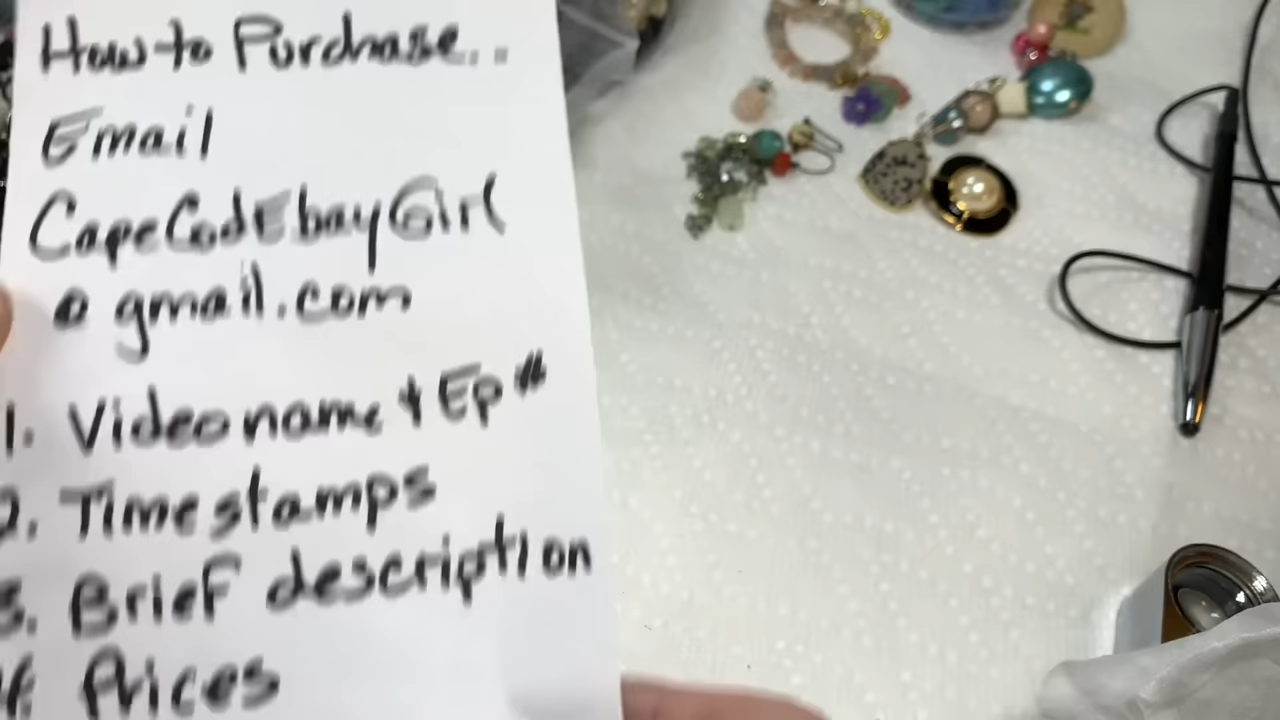 How to Purchase..
Email
CapeCodEbayGirl
@ gmail.com
1. Video name + Ep #
2. Timestamps
3. Brief description
4. Prices